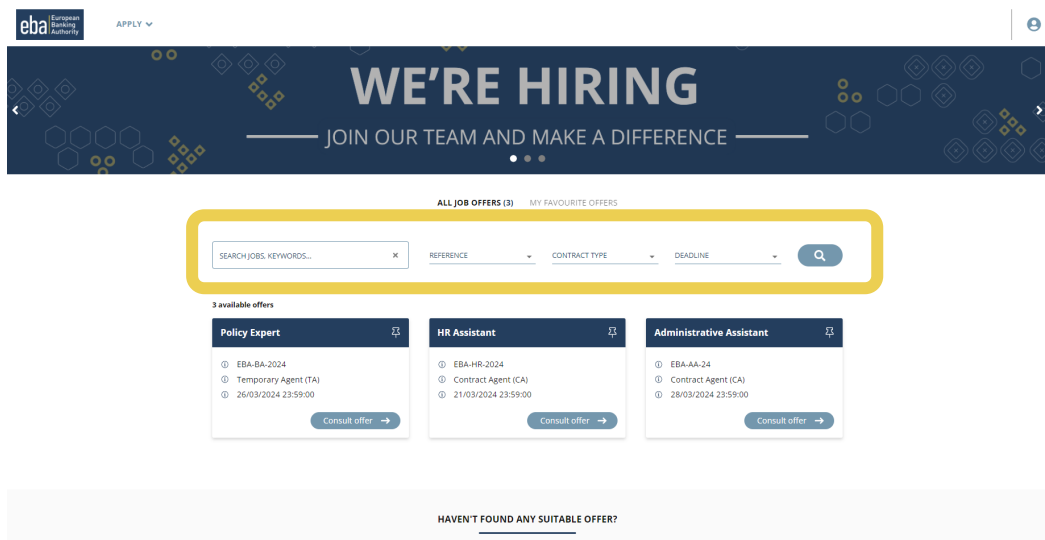 eba European
Banking
Authority
APPLY
WE'RE HIRING
JOIN OUR TEAM AND MAKE A DIFFERENCE
ALL JOB OFFERS (3) MY FAVOURITE OFFERS
SEARCH JOBS, KEYWORDS... × REFERENCE CONTRACT TYPE DEADLINE
3 available offers
Policy Expert
EBA-BA-2024
Temporary Agent (TA)
26/03/2024 23:59:00
Consult offer →
HR Assistant
EBA-HR-2024
Contract Agent (CA)
21/03/2024 23:59:00
Consult offer →
Administrative Assistant
EBA-AA-24
Contract Agent (CA)
28/03/2024 23:59:00
Consult offer →
HAVEN'T FOUND ANY SUITABLE OFFER?